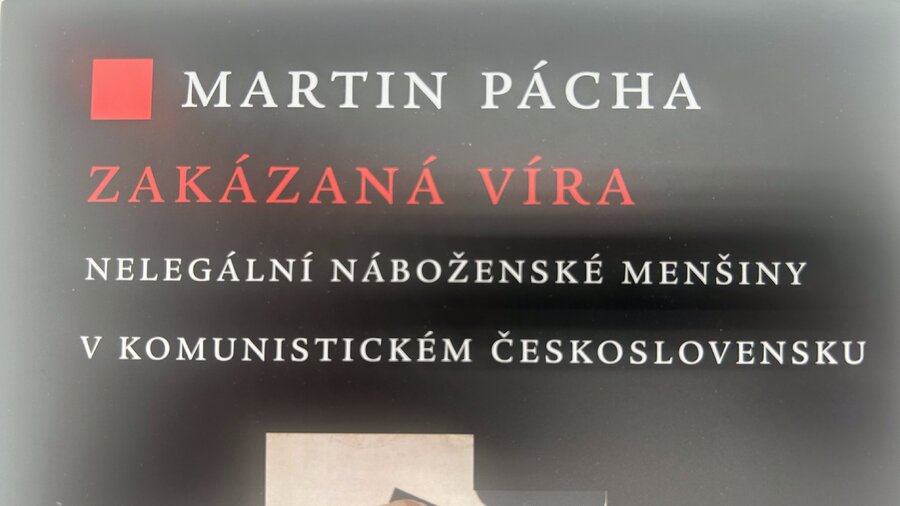 MARTIN PÁCHA
ZAKÁZANÁ VÍRA
NELEGÁLNÍ NÁBOŽENSKÉ MENŠINY
V KOMUNISTICKÉM ČESKOSLOVENSKU